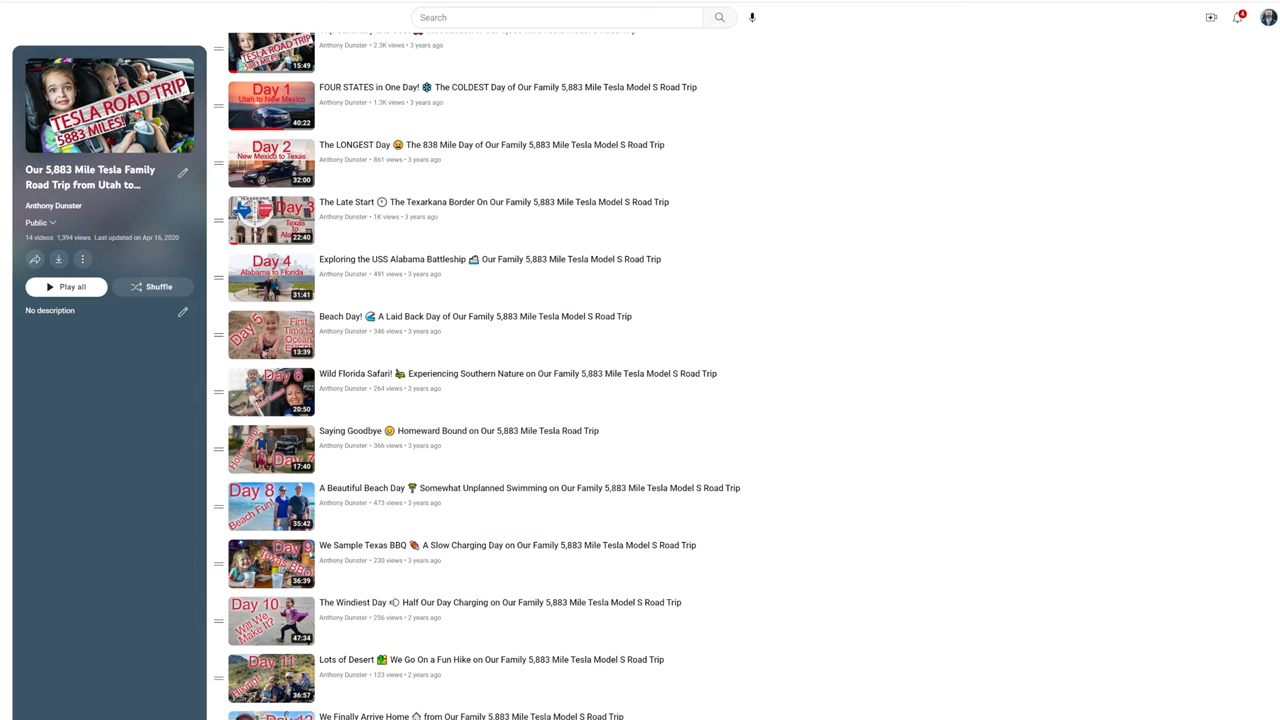 Search
4
TESLA ROAD TRIP
5883 MILES!
Our 5,883 Mile Tesla Family
Road Trip from Utah to...
Anthony Dunster
Public
14 videos 1,394 views Last updated on Apr 16, 2020
Play all
Shuffle
No description
TESLA ROAD TRIP
5883 MILES!
15:49
Anthony Dunster • 2.3K views • 3 years ago
Day 1
Utah to New Mexico
40:22
FOUR STATES in One Day! ❄ The COLDEST Day of Our Family 5,883 Mile Tesla Model S Road Trip
Anthony Dunster • 1.3K views • 3 years ago
Day 2
New Mexico to Texas
32:00
The LONGEST Day 😫 The 838 Mile Day of Our Family 5,883 Mile Tesla Model S Road Trip
Anthony Dunster • 861 views • 3 years ago
Day 3
Texas
to
22:40
The Late Start 🕙 The Texarkana Border On Our Family 5,883 Mile Tesla Model S Road Trip
Anthony Dunster • 1K views • 3 years ago
Day 4
Alabama to Florida
31:41
Exploring the USS Alabama Battleship 🛳 Our Family 5,883 Mile Tesla Model S Road Trip
Anthony Dunster • 491 views • 3 years ago
Day 5
First
Time to
Ocean
13:39
Beach Day! 🌊 A Laid Back Day of Our Family 5,883 Mile Tesla Model S Road Trip
Anthony Dunster • 346 views • 3 years ago
Day 6
20:50
Wild Florida Safari! 🐊 Experiencing Southern Nature on Our Family 5,883 Mile Tesla Model S Road Trip
Anthony Dunster • 264 views • 3 years ago
Day 7
17:40
Saying Goodbye 😢 Homeward Bound on Our 5,883 Mile Tesla Road Trip
Anthony Dunster • 366 views • 3 years ago
Day 8
Beach Fun!
35:42
A Beautiful Beach Day 🌴 Somewhat Unplanned Swimming on Our Family 5,883 Mile Tesla Model S Road Trip
Anthony Dunster • 473 views • 3 years ago
Day 9
Texas BBQ
36:39
We Sample Texas BBQ 🍖 A Slow Charging Day on Our Family 5,883 Mile Tesla Model S Road Trip
Anthony Dunster • 230 views • 3 years ago
Day 10
Will We
Make It?
47:34
The Windiest Day 💨 Half Our Day Charging on Our Family 5,883 Mile Tesla Model S Road Trip
Anthony Dunster • 256 views • 2 years ago
Day 11
Hiking!
36:57
Lots of Desert 🏜 We Go On a Fun Hike on Our Family 5,883 Mile Tesla Model S Road Trip
Anthony Dunster • 123 views • 2 years ago
Day 12
We Finally Arrive Home 🏠 from Our Family 5,883 Mile Tesla Model S Road Trip